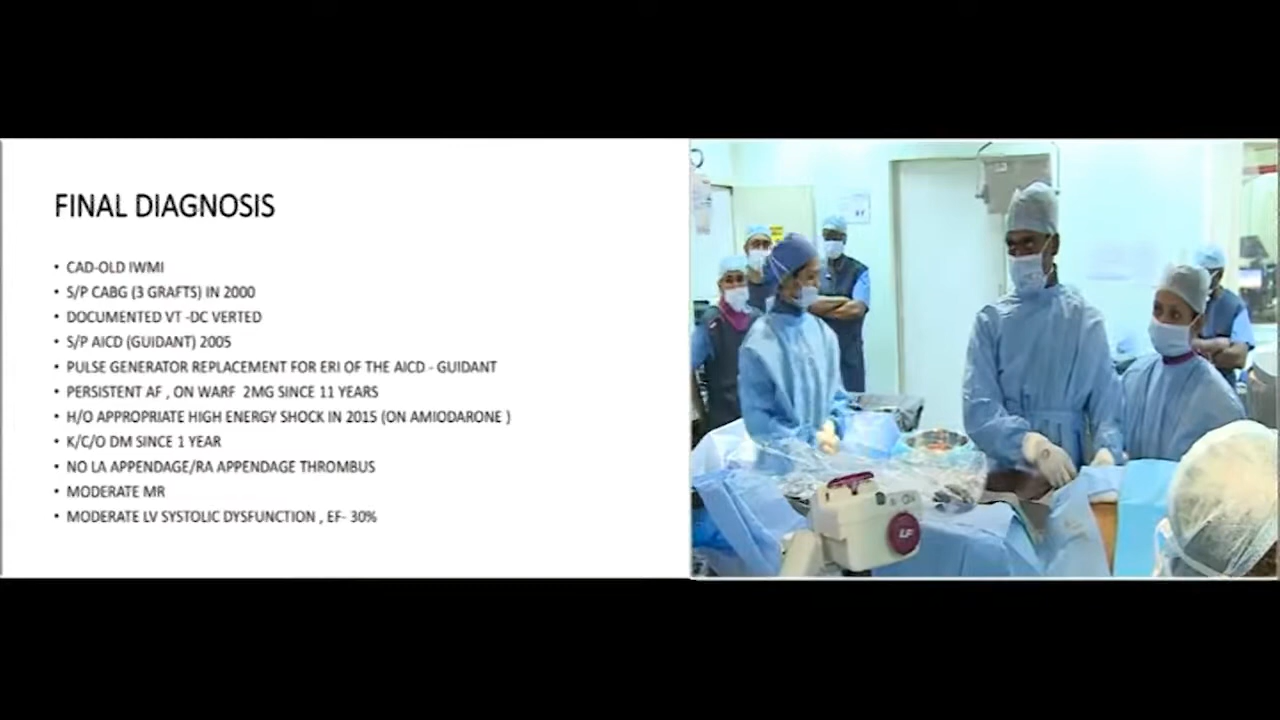 FINAL DIAGNOSIS
• CAD-OLD IWMI
• S/P CABG (3 GRAFTS) IN 2000
• DOCUMENTED VT -DC VERTED
• S/P AICD (GUIDANT) 2005
• PULSE GENERATOR REPLACEMENT FOR ERI OF THE AICD - GUIDANT
• PERSISTENT AF , ON WARF 2MG SINCE 11 YEARS
• H/O APPROPRIATE HIGH ENERGY SHOCK IN 2015 (ON AMIODARONE )
• K/C/O DM SINCE 1 YEAR
• NO LA APPENDAGE/RA APPENDAGE THROMBUS
• MODERATE MR
• MODERATE LV SYSTOLIC DYSFUNCTION , EF- 30%
LF